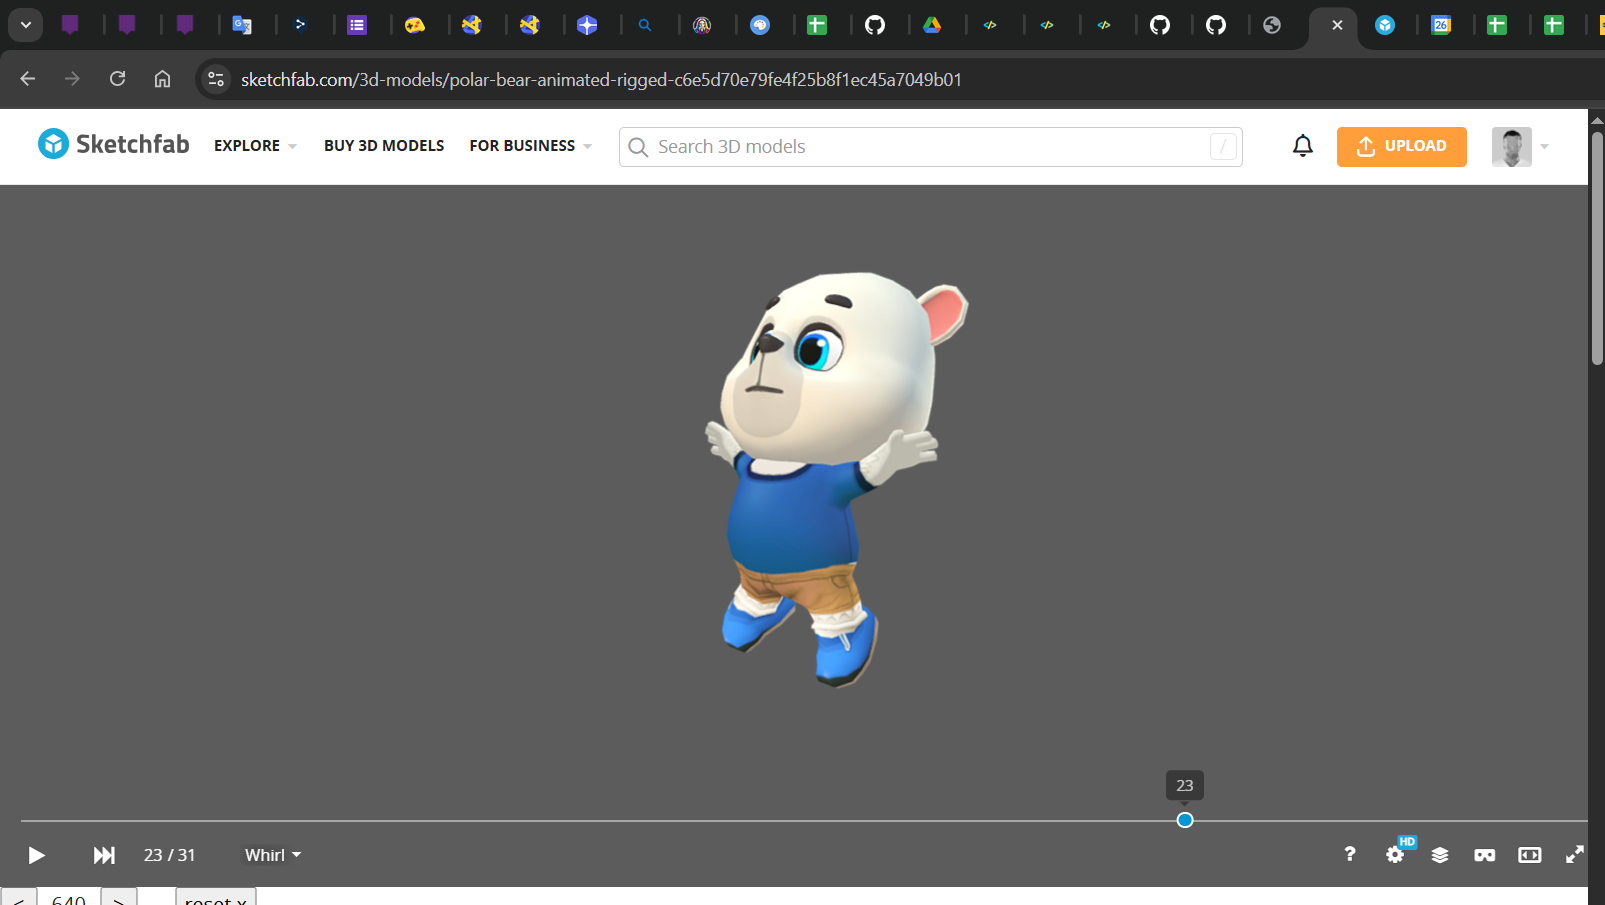 26
sketchfab.com/3d-models/polar-bear-animated-rigged-c6e5d70e79fe4f25b8f1ec45a7049b01
Sketchfab EXPLORE BUY 3D MODELS FOR BUSINESS Search 3D models / UPLOAD
23
23 / 31 Whirl ? HD
< 640 > reset x